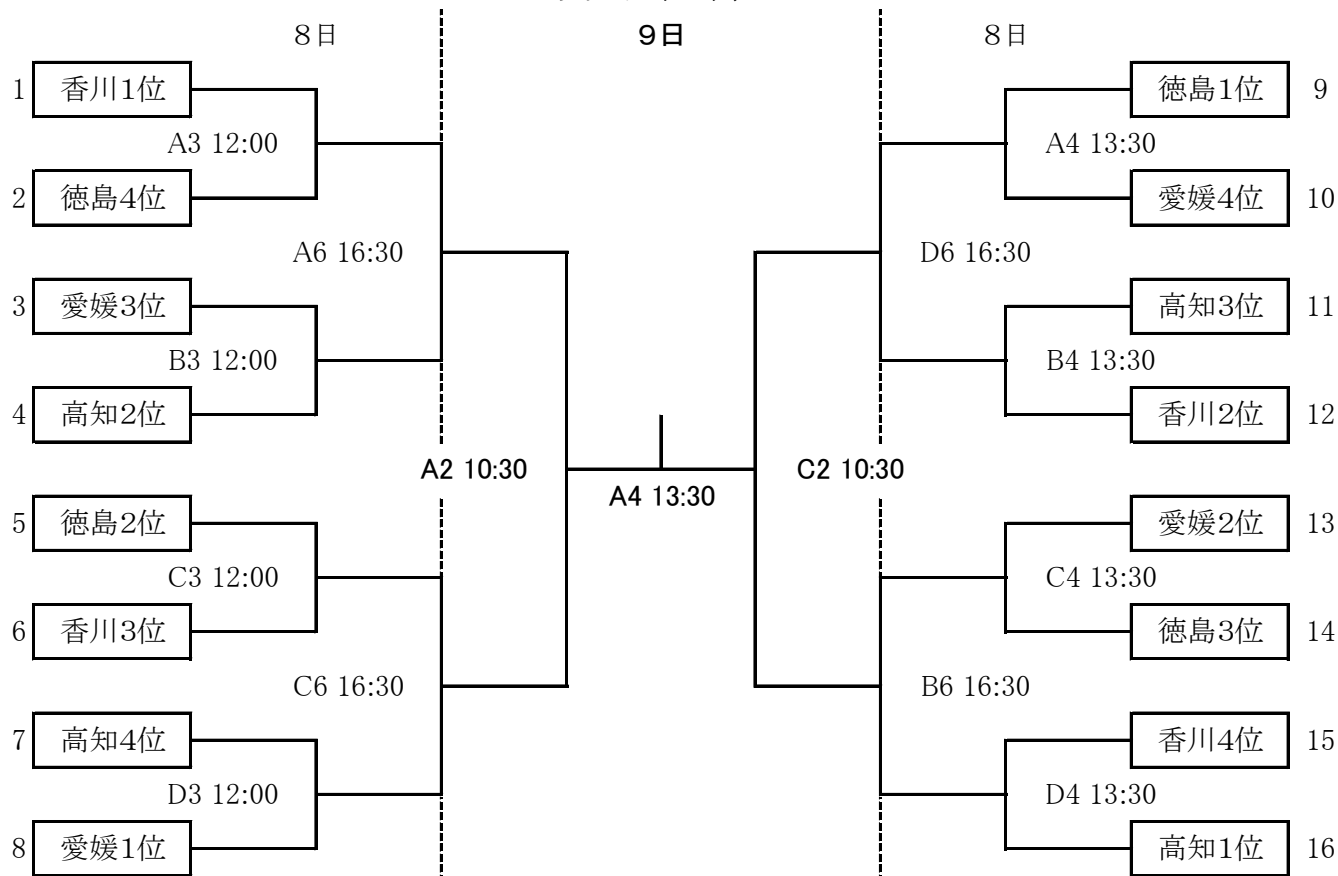 8日 9日 8日
1 香川1位 徳島1位 9
A3 12:00 A4 13:30
2 徳島4位 愛媛4位 10
A6 16:30 D6 16:30
3 愛媛3位 高知3位 11
B3 12:00 B4 13:30
4 高知2位 香川2位 12
A2 10:30 C2 10:30
A4 13:30
5 徳島2位 愛媛2位 13
C3 12:00 C4 13:30
6 香川3位 徳島3位 14
C6 16:30 B6 16:30
7 高知4位 香川4位 15
D3 12:00 D4 13:30
8 愛媛1位 高知1位 16